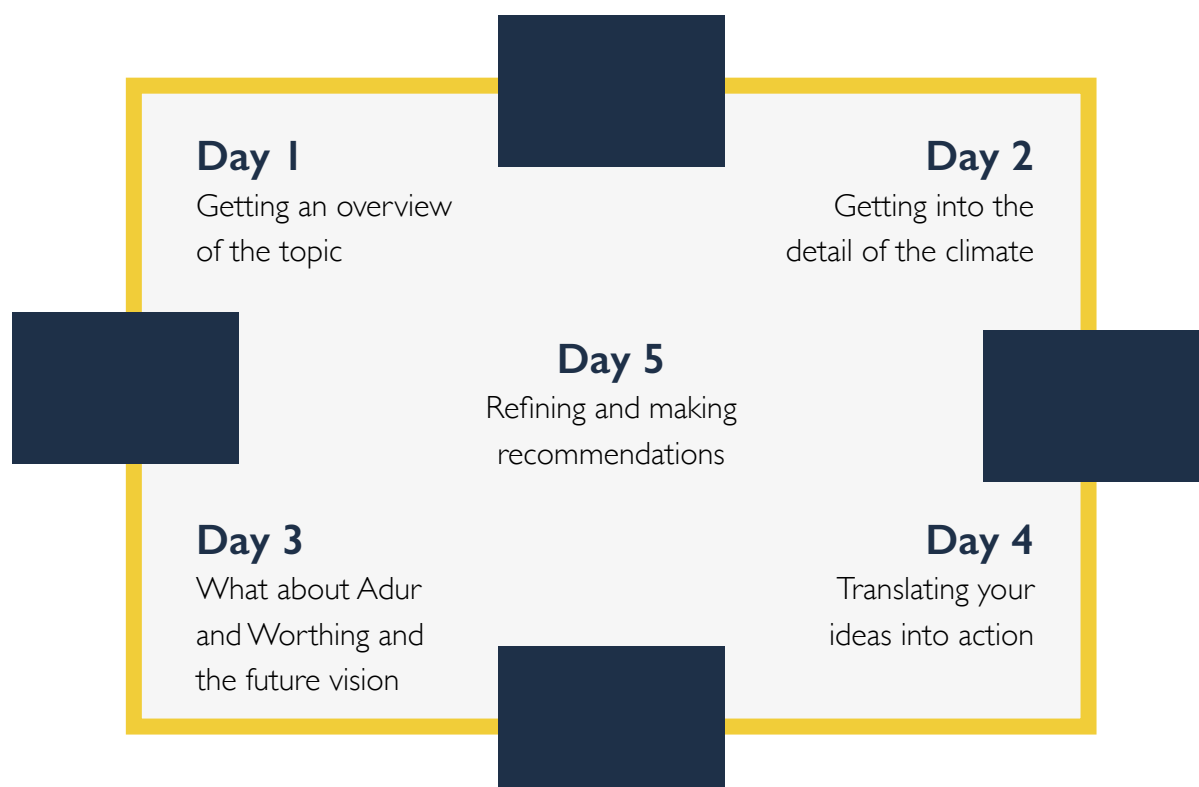 Day 1
Getting an overview
of the topic
Day 2
Getting into the
detail of the climate
Day 5
Refining and making
recommendations
Day 3
What about Adur
and Worthing and
the future vision
Day 4
Translating your
ideas into action